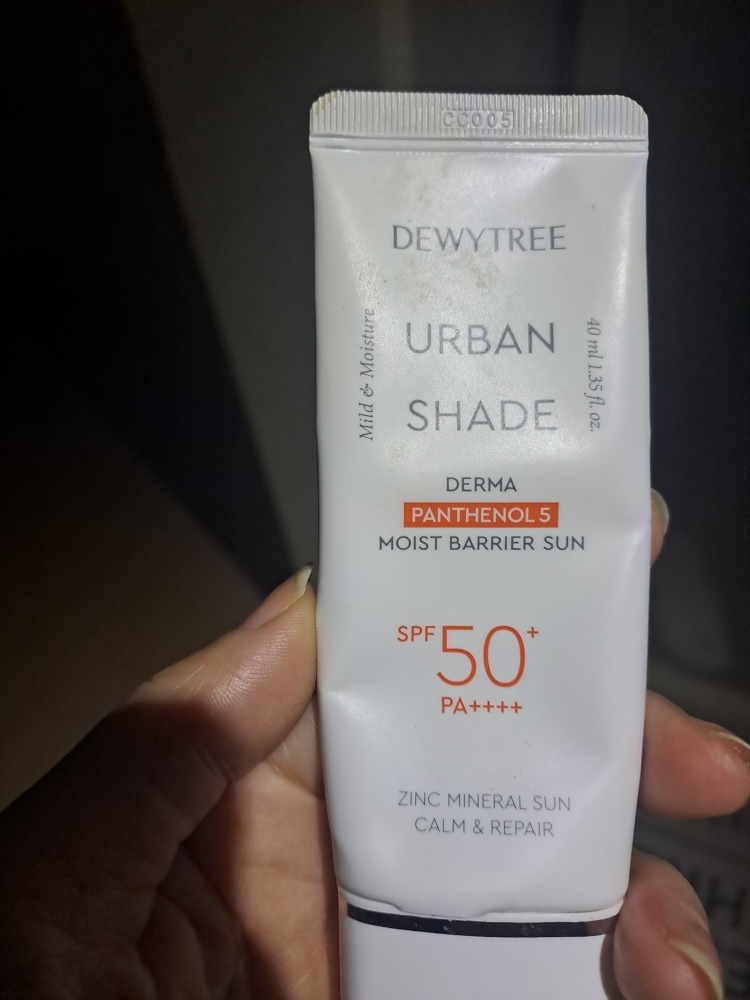 CC005
DEWYTREE
Mild & Moisture
URBAN
SHADE
40 ml 1.35 fl. oz.
DERMA
PANTHENOL 5
MOIST BARRIER SUN
SPF 50+
PA++++
ZINC MINERAL SUN
CALM & REPAIR